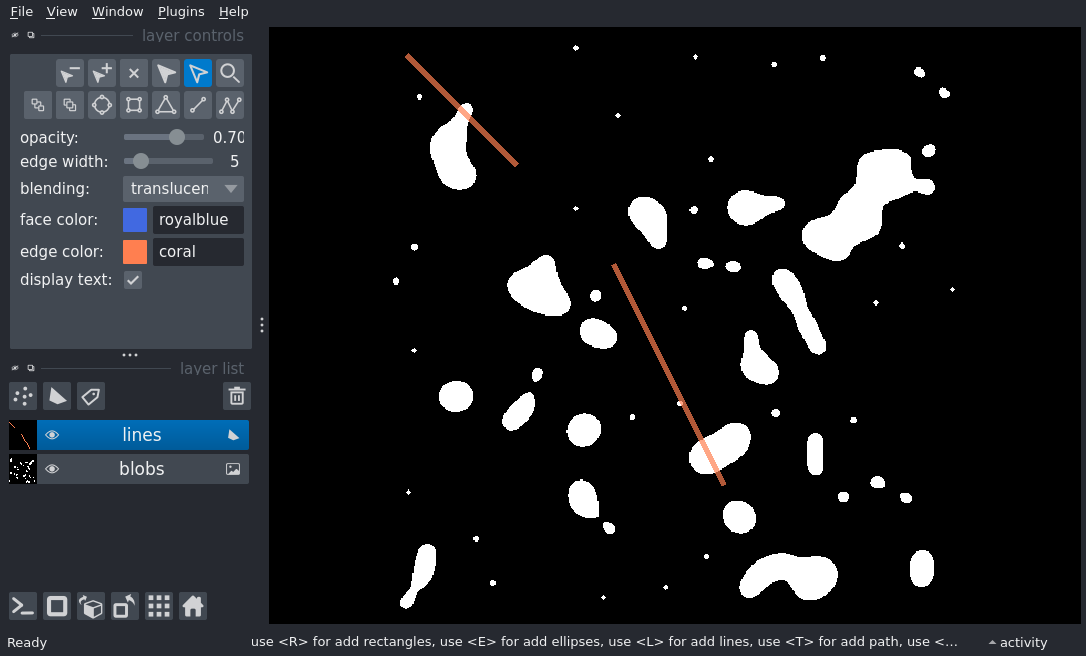 File View Window Plugins Help
layer controls
opacity: 0.70
edge width: 5
blending: translucen
face color: royalblue
edge color: coral
display text:
layer list
lines
blobs
Ready use <R> for add rectangles, use <E> for add ellipses, use <L> for add lines, use <T> for add path, use <... activity